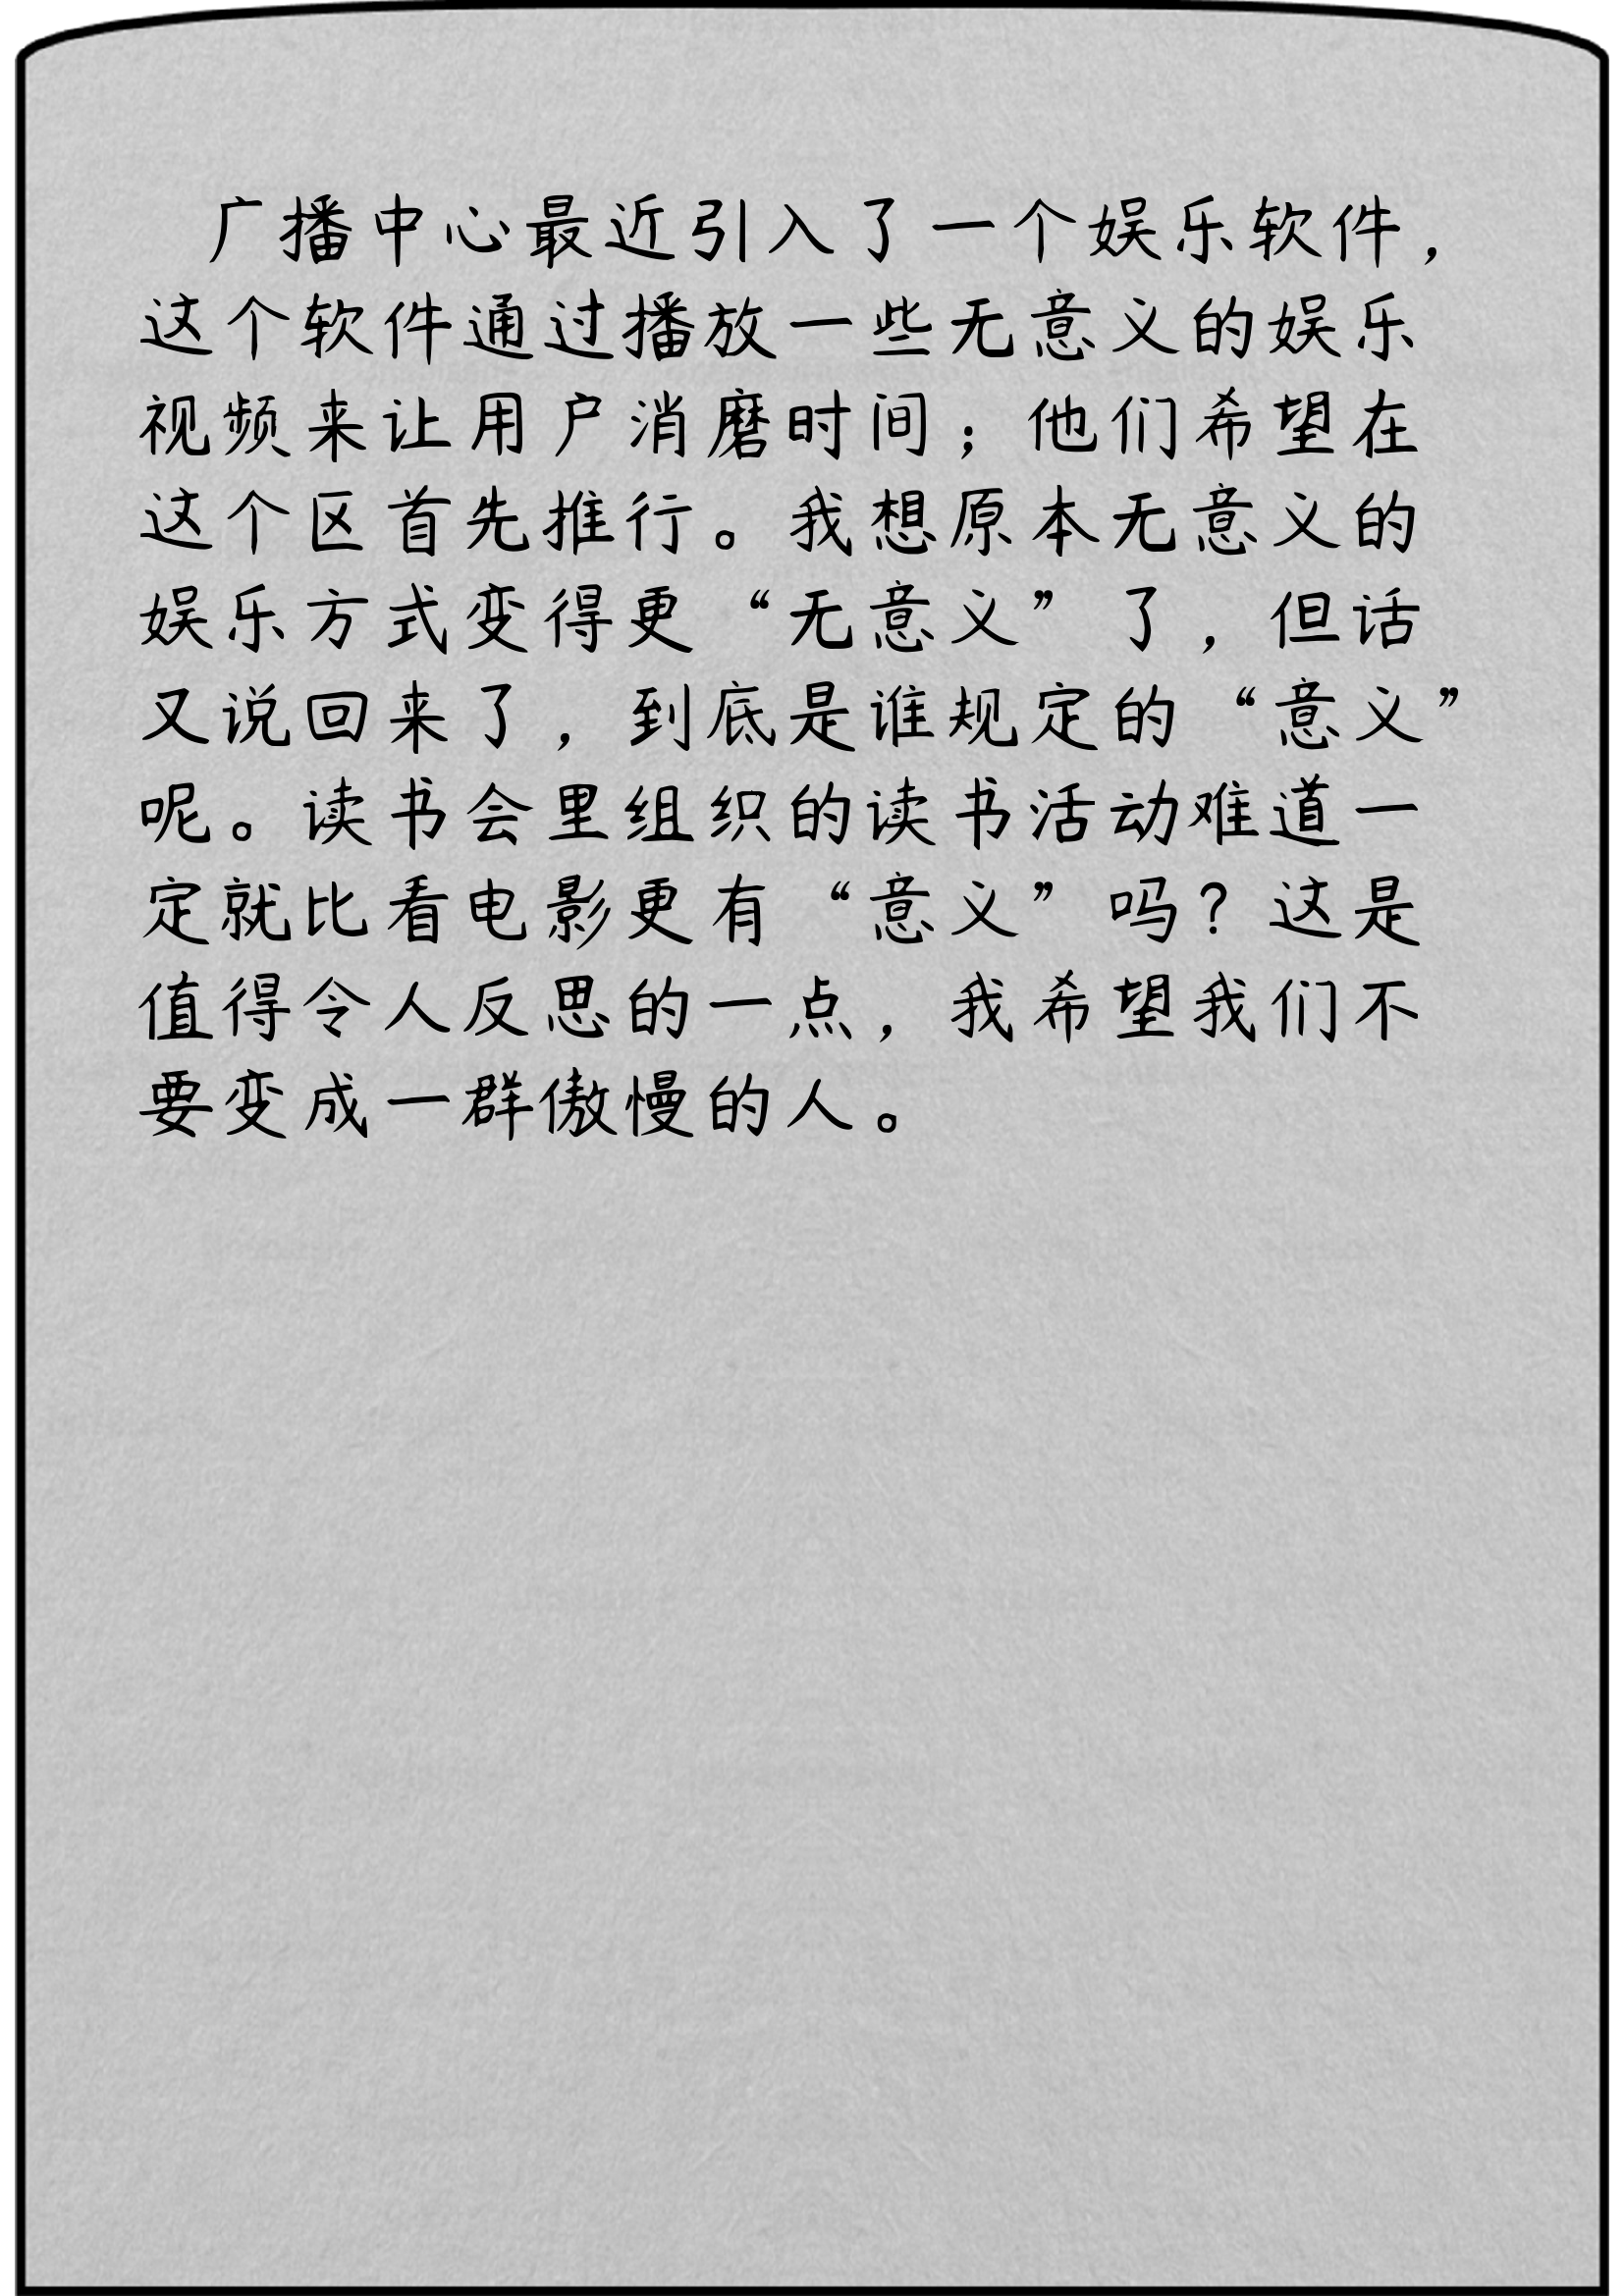 广播中心最近引入了一个娱乐软件，
这个软件通过播放一些无意义的娱乐
视频来让用户消磨时间；他们希望在
这个区首先推行。我想原本无意义的
娱乐方式变得更“无意义”了，但话
又说回来了，到底是谁规定的“意义”
呢。读书会里组织的读书活动难道一
定就比看电影更有“意义”吗？这是
值得令人反思的一点，我希望我们不
要变成一群傲慢的人。